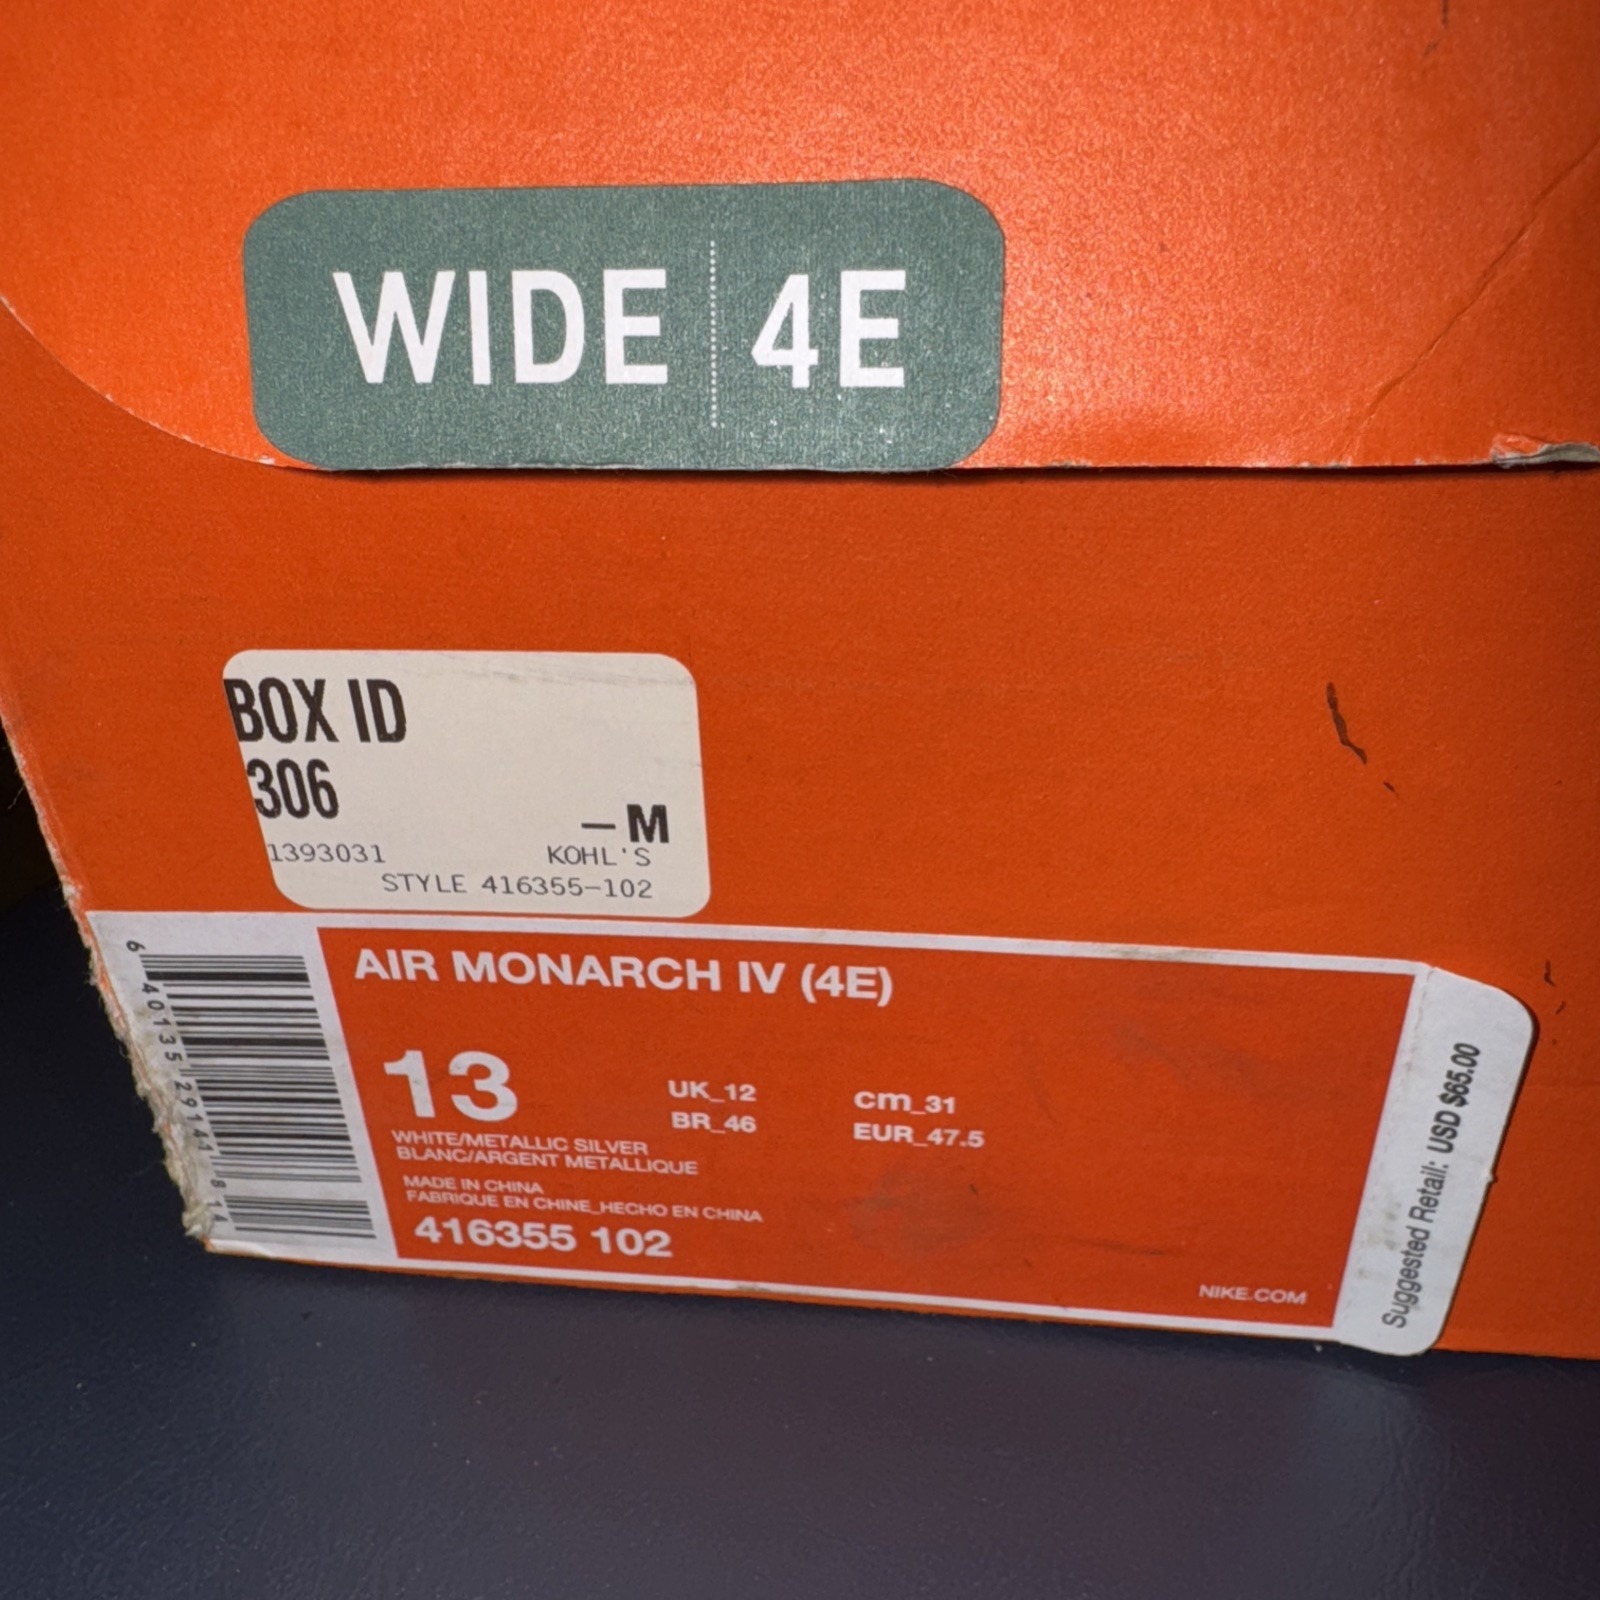 WIDE 4E
BOX ID
306
– M
1393031 KOHL'S
STYLE 416355-102
AIR MONARCH IV (4E)
13
UK_12 cm_31
BR_46 EUR_47.5
WHITE/METALLIC SILVER
BLANC/ARGENT METALLIQUE
MADE IN CHINA
FABRIQUE EN CHINE_HECHO EN CHINA
416355 102
NIKE.COM
Suggested Retail: USD $65.00